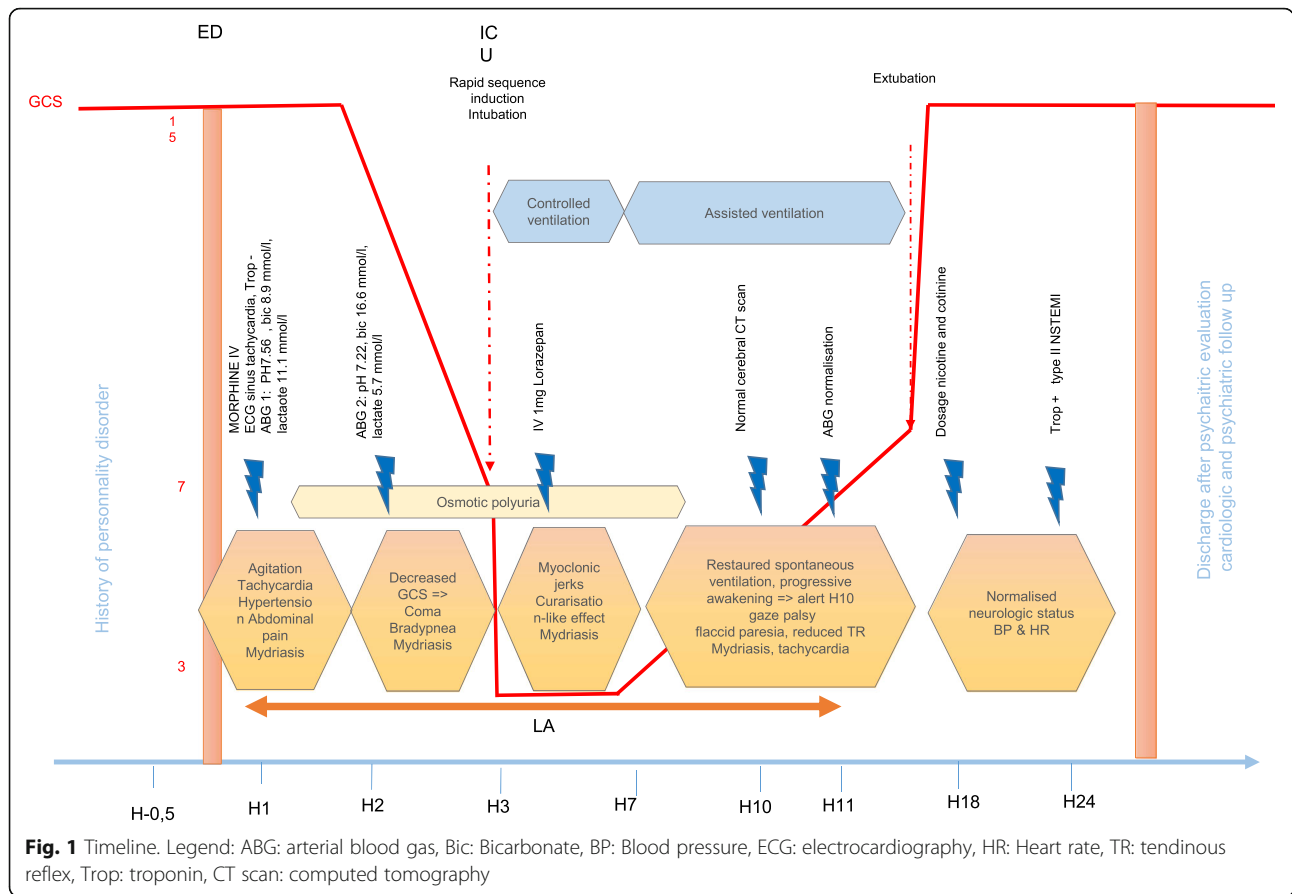 ED
IC
U
Rapid sequence
induction
Intubation
Extubation
GCS
1
5
Controlled
ventilation
Assisted ventilation
MORPHINE IV
ECG sinus tachycardia, Trop -
ABG 1: PH7.56 , bic 8.9 mmol/l,
lactaote 11.1 mmol/l
ABG 2: pH 7.22, bic 16.6 mmol/l,
lactate 5.7 mmol/l
IV 1mg Lorazepan
Normal cerebral CT scan
ABG normalisation
Dosage nicotine and cotinine
Trop + type II NSTEMI
History of personnality disorder
Discharge after psychaitric evaluation
cardiologic and psychiatric follow up
7
Osmotic polyuria
Agitation
Tachycardia
Hypertensio
n Abdominal
pain
Mydriasis
Decreased
GCS =>
Coma
Bradypnea
Mydriasis
Myoclonic
jerks
Curarisatio
n-like effect
Mydriasis
Restaured spontaneous
ventilation, progressive
awakening => alert H10
gaze palsy
flaccid paresia, reduced TR
Mydriasis, tachycardia
Normalised
neurologic status
BP & HR
3
LA
H-0,5
H1
H2
H3
H7
H10
H11
H18
H24
Fig. 1 Timeline. Legend: ABG: arterial blood gas, Bic: Bicarbonate, BP: Blood pressure, ECG: electrocardiography, HR: Heart rate, TR: tendinous
reflex, Trop: troponin, CT scan: computed tomography